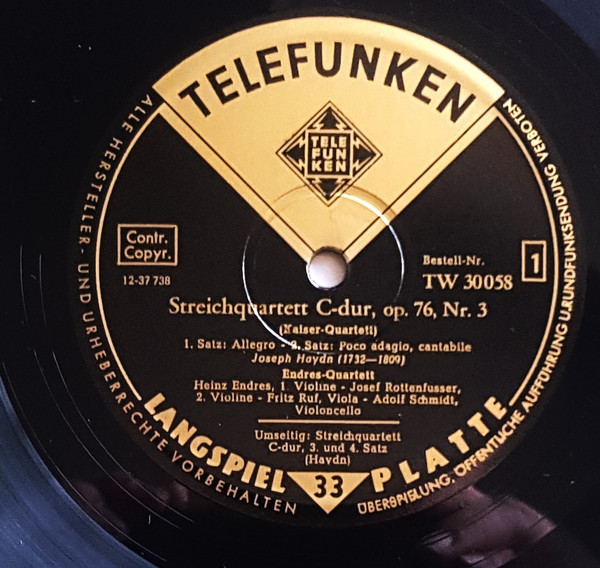 TELEFUNKEN
TELE
FUN
KEN
Contr.
Copyr.
12-37 738
Bestell-Nr.
TW 30058
1
Streichquartett C-dur, op. 76, Nr. 3
(Kaiser-Quartett)
1. Satz: Allegro - 2. Satz: Poco adagio, cantabile
Joseph Haydn (1732—1809)
Endres-Quartett
Heinz Endres, 1. Violine - Josef Rottenfusser,
2. Violine - Fritz Ruf, Viola - Adolf Schmidt,
Violoncello
Umseitig: Streichquartett
C-dur, 3. und 4. Satz
(Haydn)
LANGSPIEL 33 PLATTE
ALLE HERSTELLER- UND URHEBERRECHTE VORBEHALTEN
ÜBERSPIELUNG, ÖFFENTLICHE AUFFÜHRUNG U.RUNDFUNKSENDUNG VERBOTEN